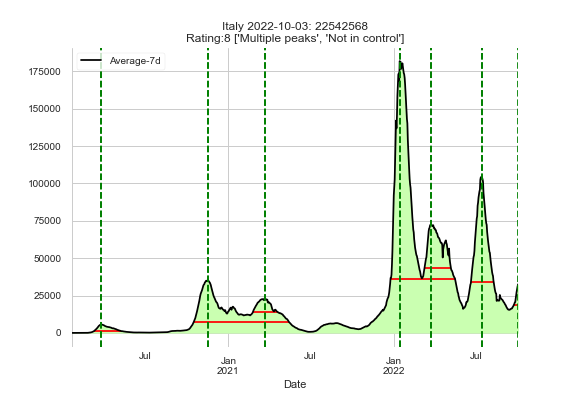 Italy 2022-10-03: 22542568
Rating:8 ['Multiple peaks', 'Not in control']
Average-7d
175000
150000
125000
100000
75000
50000
25000
0
Jul
Jan
2021
Jul
Jan
2022
Jul
Date